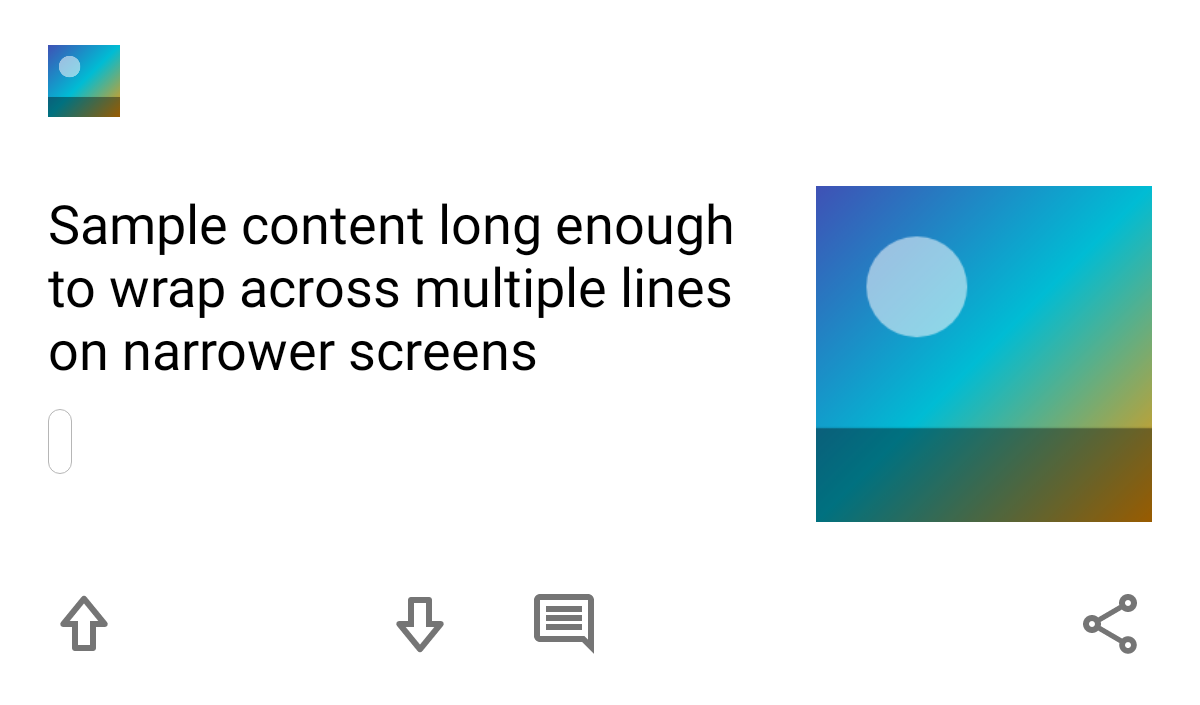 Sample content long enough
to wrap across multiple lines
on narrower screens